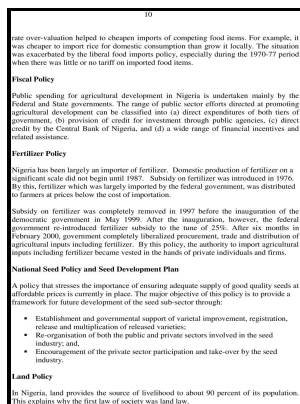 10
rate over-valuation helped to cheapen imports of competing food items. For example, it
was cheaper to import rice for domestic consumption than grow it locally. The situation
was exacerbated by the liberal food imports policy, especially during the 1970-77 period
when there was little or no tariff on imported food items.
Fiscal Policy
Public spending for agricultural development in Nigeria is undertaken mainly by the
Federal and State governments. The range of public sector efforts directed at promoting
agricultural development can be classified into (a) direct expenditures of both tiers of
government, (b) provision of credit for investment through public agencies, (c) direct
credit by the Central Bank of Nigeria, and (d) a wide range of financial incentives and
related assistance.
Fertilizer Policy
Nigeria has been largely an importer of fertilizer. Domestic production of fertilizer on a
significant scale did not begin until 1987. Subsidy on fertilizer was introduced in 1976.
By this, fertilizer which was largely imported by the federal government, was distributed
to farmers at prices below the cost of importation.
Subsidy on fertilizer was completely removed in 1997 before the inauguration of the
democratic government in May 1999. After the inauguration, however, the federal
government re-introduced fertilizer subsidy to the tune of 25%. After six months in
February 2000, government completely liberalized procurement, trade and distribution of
agricultural inputs including fertilizer. By this policy, the authority to import agricultural
inputs including fertilizer became vested in the hands of private individuals and firms.
National Seed Policy and Seed Development Plan
A policy that stresses the importance of ensuring adequate supply of good quality seeds at
affordable prices is currently in place. The major objective of this policy is to provide a
framework for future development of the seed sub-sector through:
▪ Establishment and governmental support of varietal improvement, registration,
release and multiplication of released varieties;
▪ Re-organisation of both the public and private sectors involved in the seed
industry; and,
▪ Encouragement of the private sector participation and take-over by the seed
industry.
Land Policy
In Nigeria, land provides the source of livelihood to about 90 percent of its population.
This explains why the first law of society was land law.